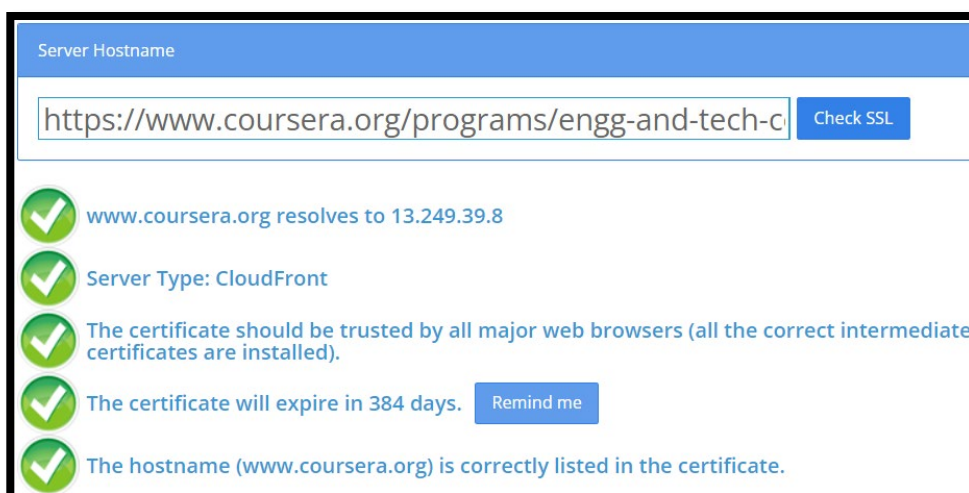 Server Hostname
https://www.coursera.org/programs/engg-and-tech-c
Check SSL
www.coursera.org resolves to 13.249.39.8
Server Type: CloudFront
The certificate should be trusted by all major web browsers (all the correct intermediate
certificates are installed).
The certificate will expire in 384 days.
Remind me
The hostname (www.coursera.org) is correctly listed in the certificate.